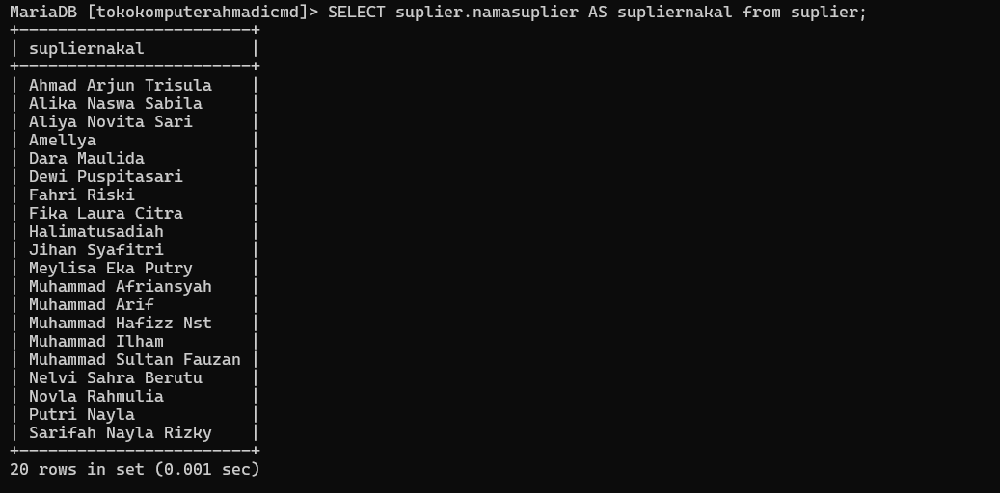 MariaDB [tokokomputerahmadicmd]> SELECT suplier.namasuplier AS supliernakal from suplier;
+------------------------+
| supliernakal           |
+------------------------+
| Ahmad Arjun Trisula    |
| Alika Naswa Sabila     |
| Aliya Novita Sari      |
| Amellya                |
| Dara Maulida           |
| Dewi Puspitasari       |
| Fahri Riski            |
| Fika Laura Citra       |
| Halimatusadiah         |
| Jihan Syafitri         |
| Meylisa Eka Putry      |
| Muhammad Afriansyah    |
| Muhammad Arif          |
| Muhammad Hafizz Nst    |
| Muhammad Ilham         |
| Muhammad Sultan Fauzan |
| Nelvi Sahra Berutu     |
| Novla Rahmulia         |
| Putri Nayla            |
| Sarifah Nayla Rizky    |
+------------------------+
20 rows in set (0.001 sec)